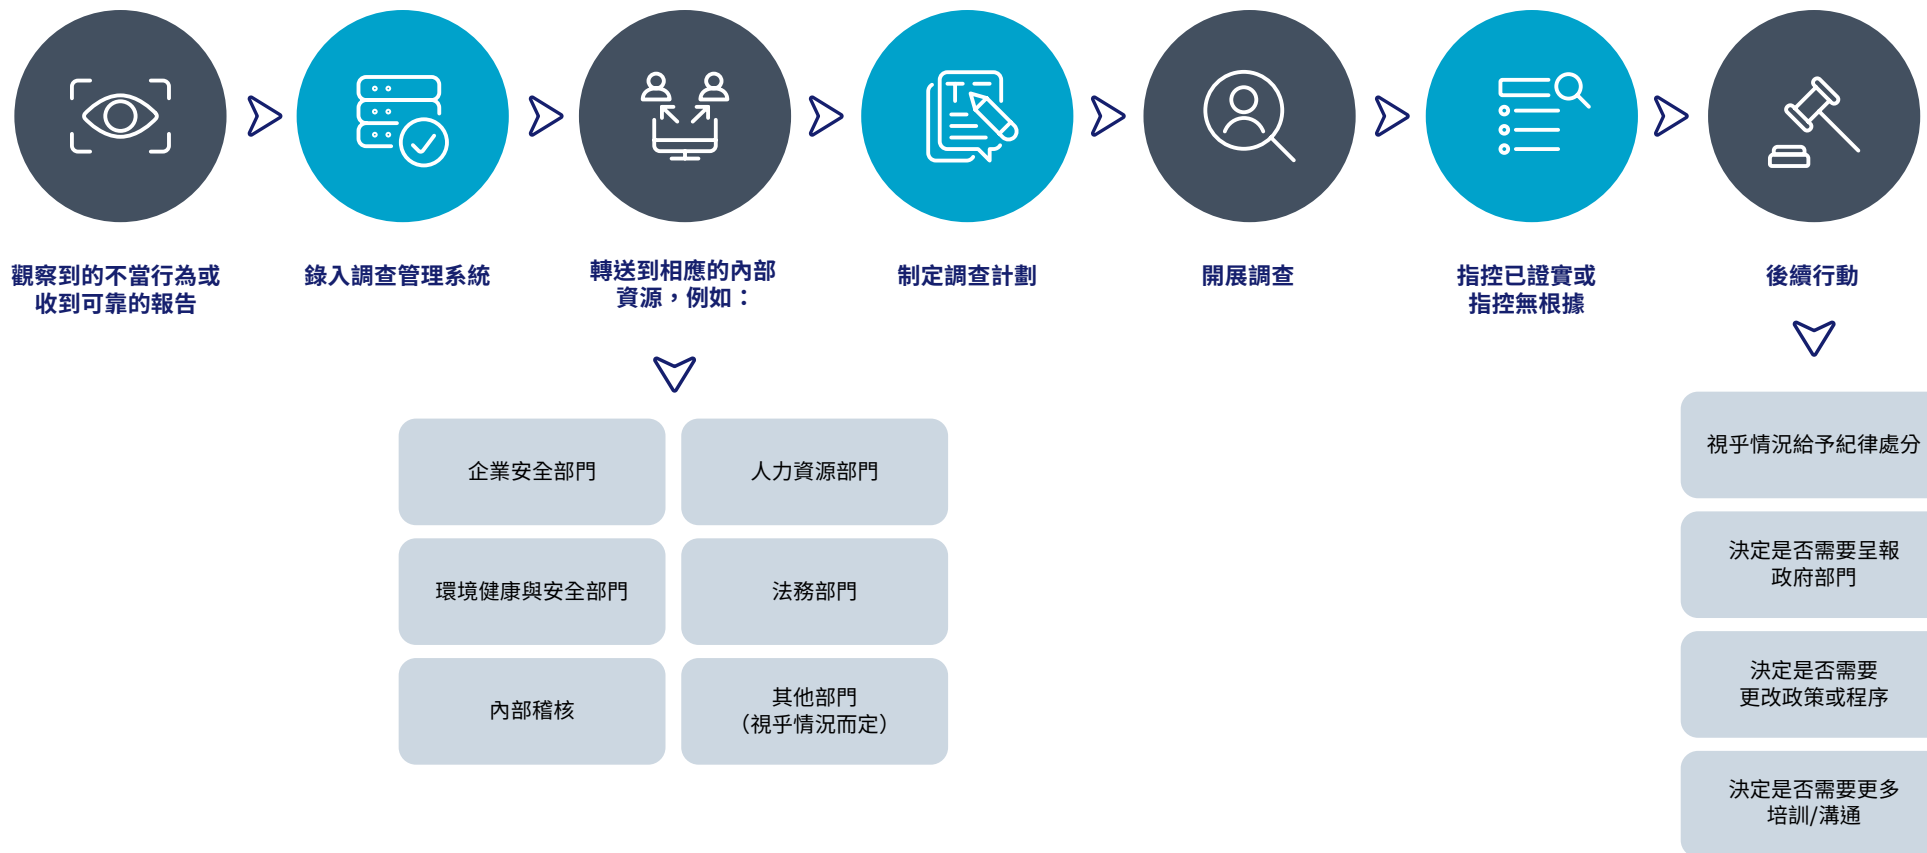 觀察到的不當行為或
收到可靠的報告
錄入調查管理系統
轉送到相應的內部
資源，例如：
制定調查計劃
開展調查
指控已證實或
指控無根據
後續行動
企業安全部門
人力資源部門
環境健康與安全部門
法務部門
內部稽核
其他部門
（視乎情況而定）
視乎情況給予紀律處分
決定是否需要呈報
政府部門
決定是否需要
更改政策或程序
決定是否需要更多
培訓/溝通